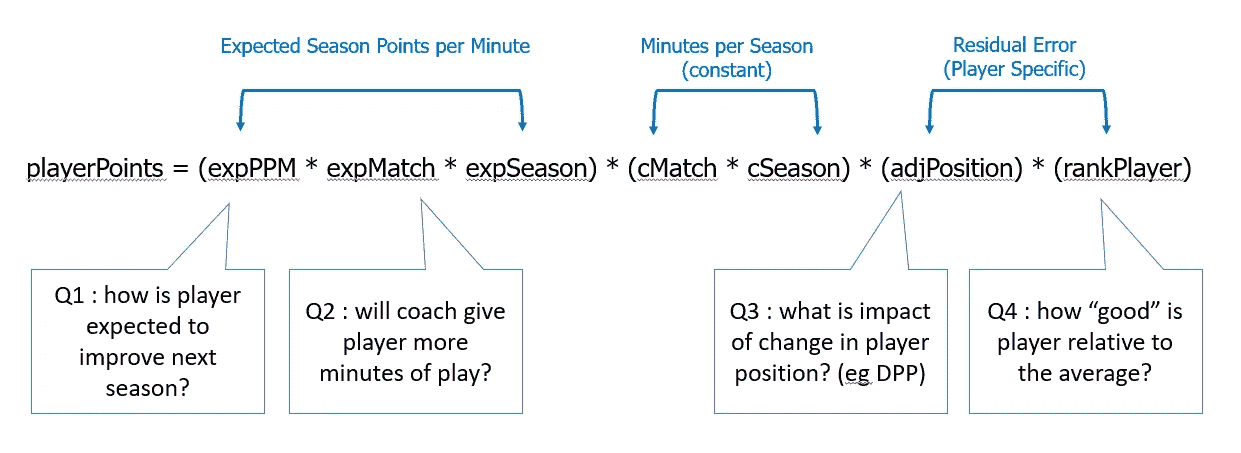 Expected Season Points per Minute
Minutes per Season
(constant)
Residual Error
(Player Specific)
playerPoints = (expPPM * expMatch * expSeason) * (cMatch * cSeason) * (adjPosition) * (rankPlayer)
Q1 : how is player
expected to
improve next
season?
Q2 : will coach give
player more
minutes of play?
Q3 : what is impact
of change in player
position? (eg DPP)
Q4 : how “good” is
player relative to
the average?